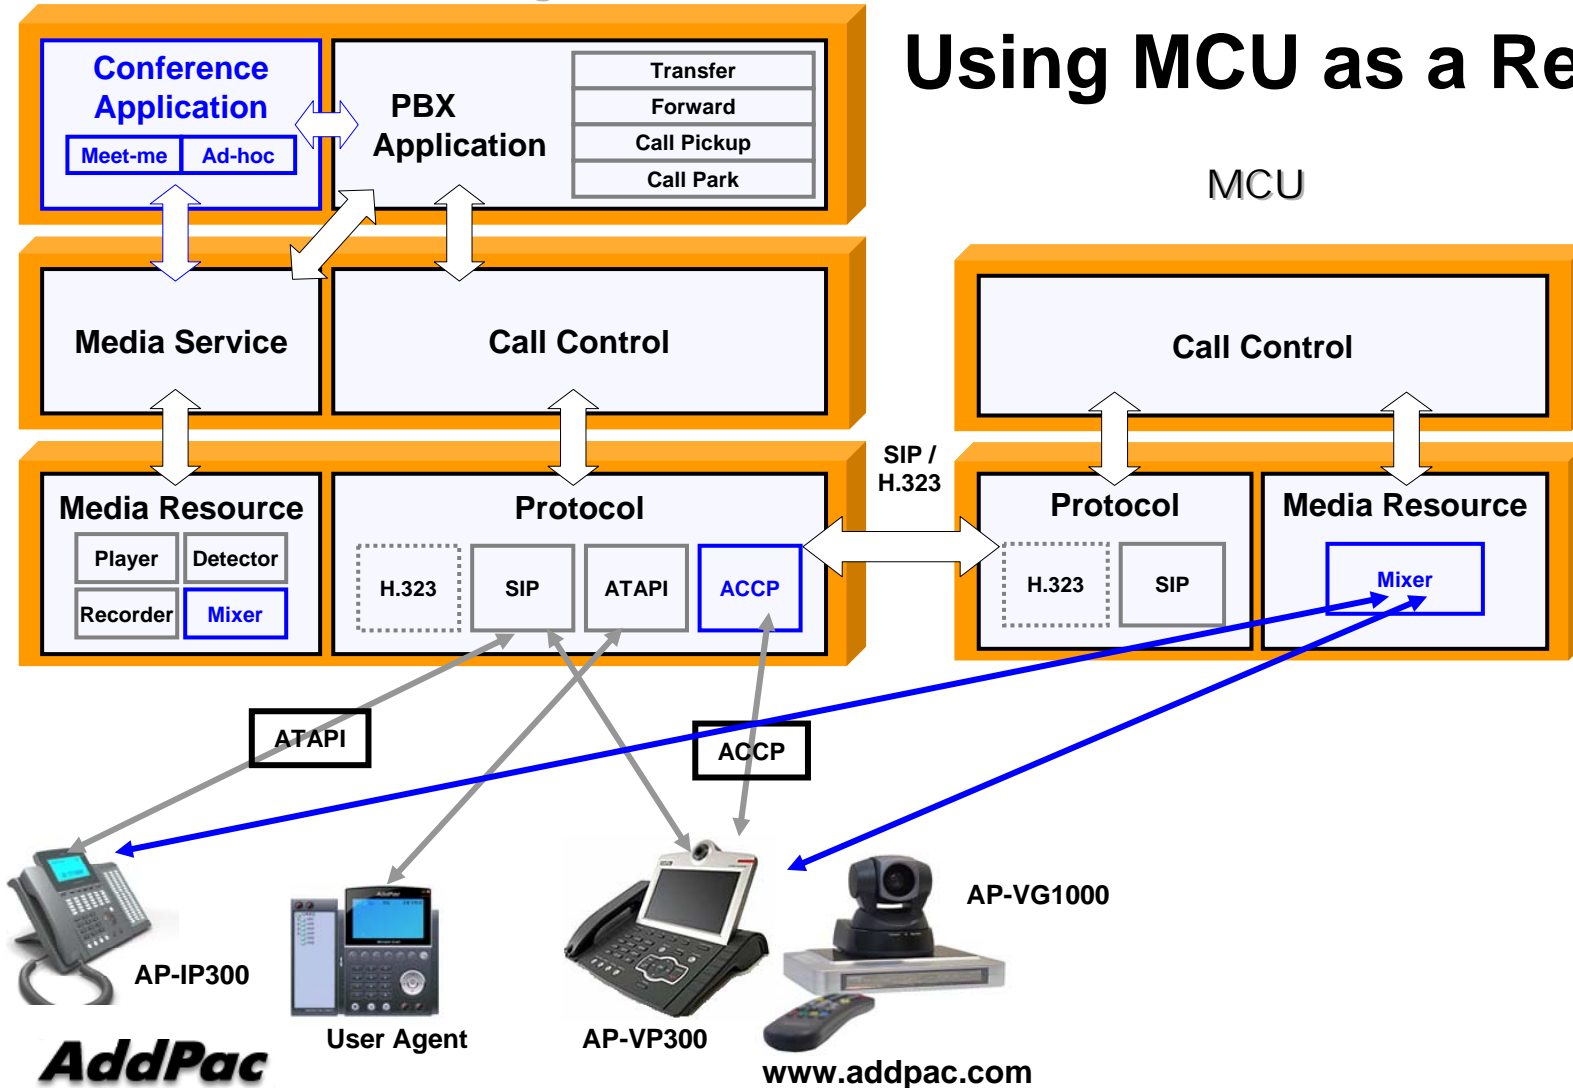 Using MCU as a Re
Conference
Application
Meet-me
Ad-hoc
PBX
Application
Transfer
Forward
Call Pickup
Call Park
MCU
Media Service
Call Control
Call Control
SIP /
H.323
Media Resource
Player
Detector
Recorder
Mixer
Protocol
H.323
SIP
ATAPI
ACCP
Protocol
H.323
SIP
Media Resource
Mixer
ATAPI
ACCP
AP-IP300
User Agent
AP-VP300
AP-VG1000
AddPac
www.addpac.com